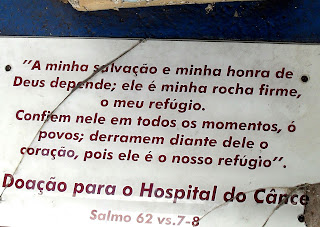 "A minha salvação e minha honra de
Deus depende; ele é minha rocha firme,
o meu refúgio.
Confiem nele em todos os momentos, ó
povos; derramem diante dele o
coração, pois ele é o nosso refúgio".
Doação para o Hospital do Cânce
Salmo 62 vs.7-8